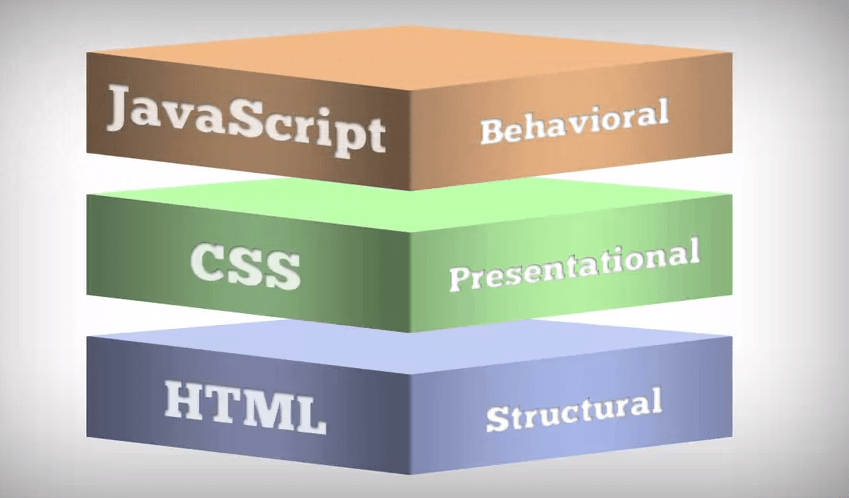 JavaScript
Behavioral
CSS
Presentational
HTML
Structural